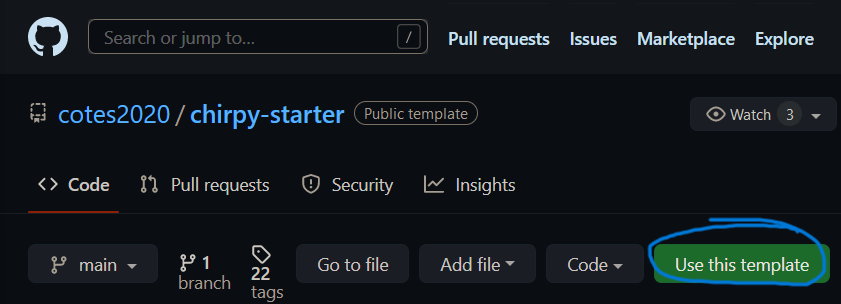 Search or jump to... / Pull requests Issues Marketplace Explore
cotes2020 / chirpy-starter Public template Watch 3
Code Pull requests Security Insights
main 1 branch 22 tags Go to file Add file Code Use this template